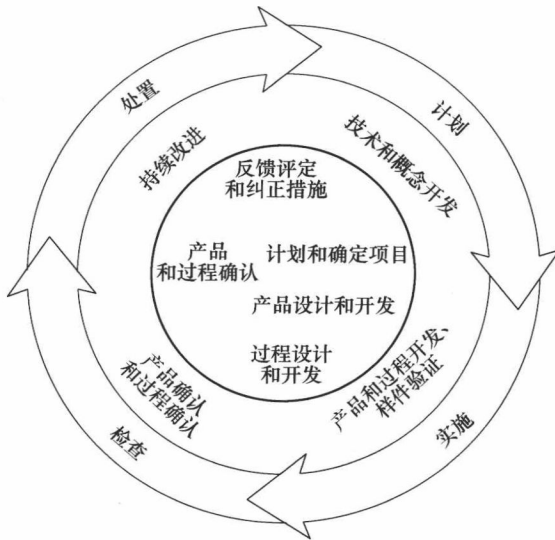 处置
计划
持续改进
技术和概念开发
反馈评定
和纠正措施
产品
和过程确认
计划和确定项目
产品设计和开发
过程设计
和开发
产品确认
和过程确认
产品和过程开发、
样件验证
检查
实施